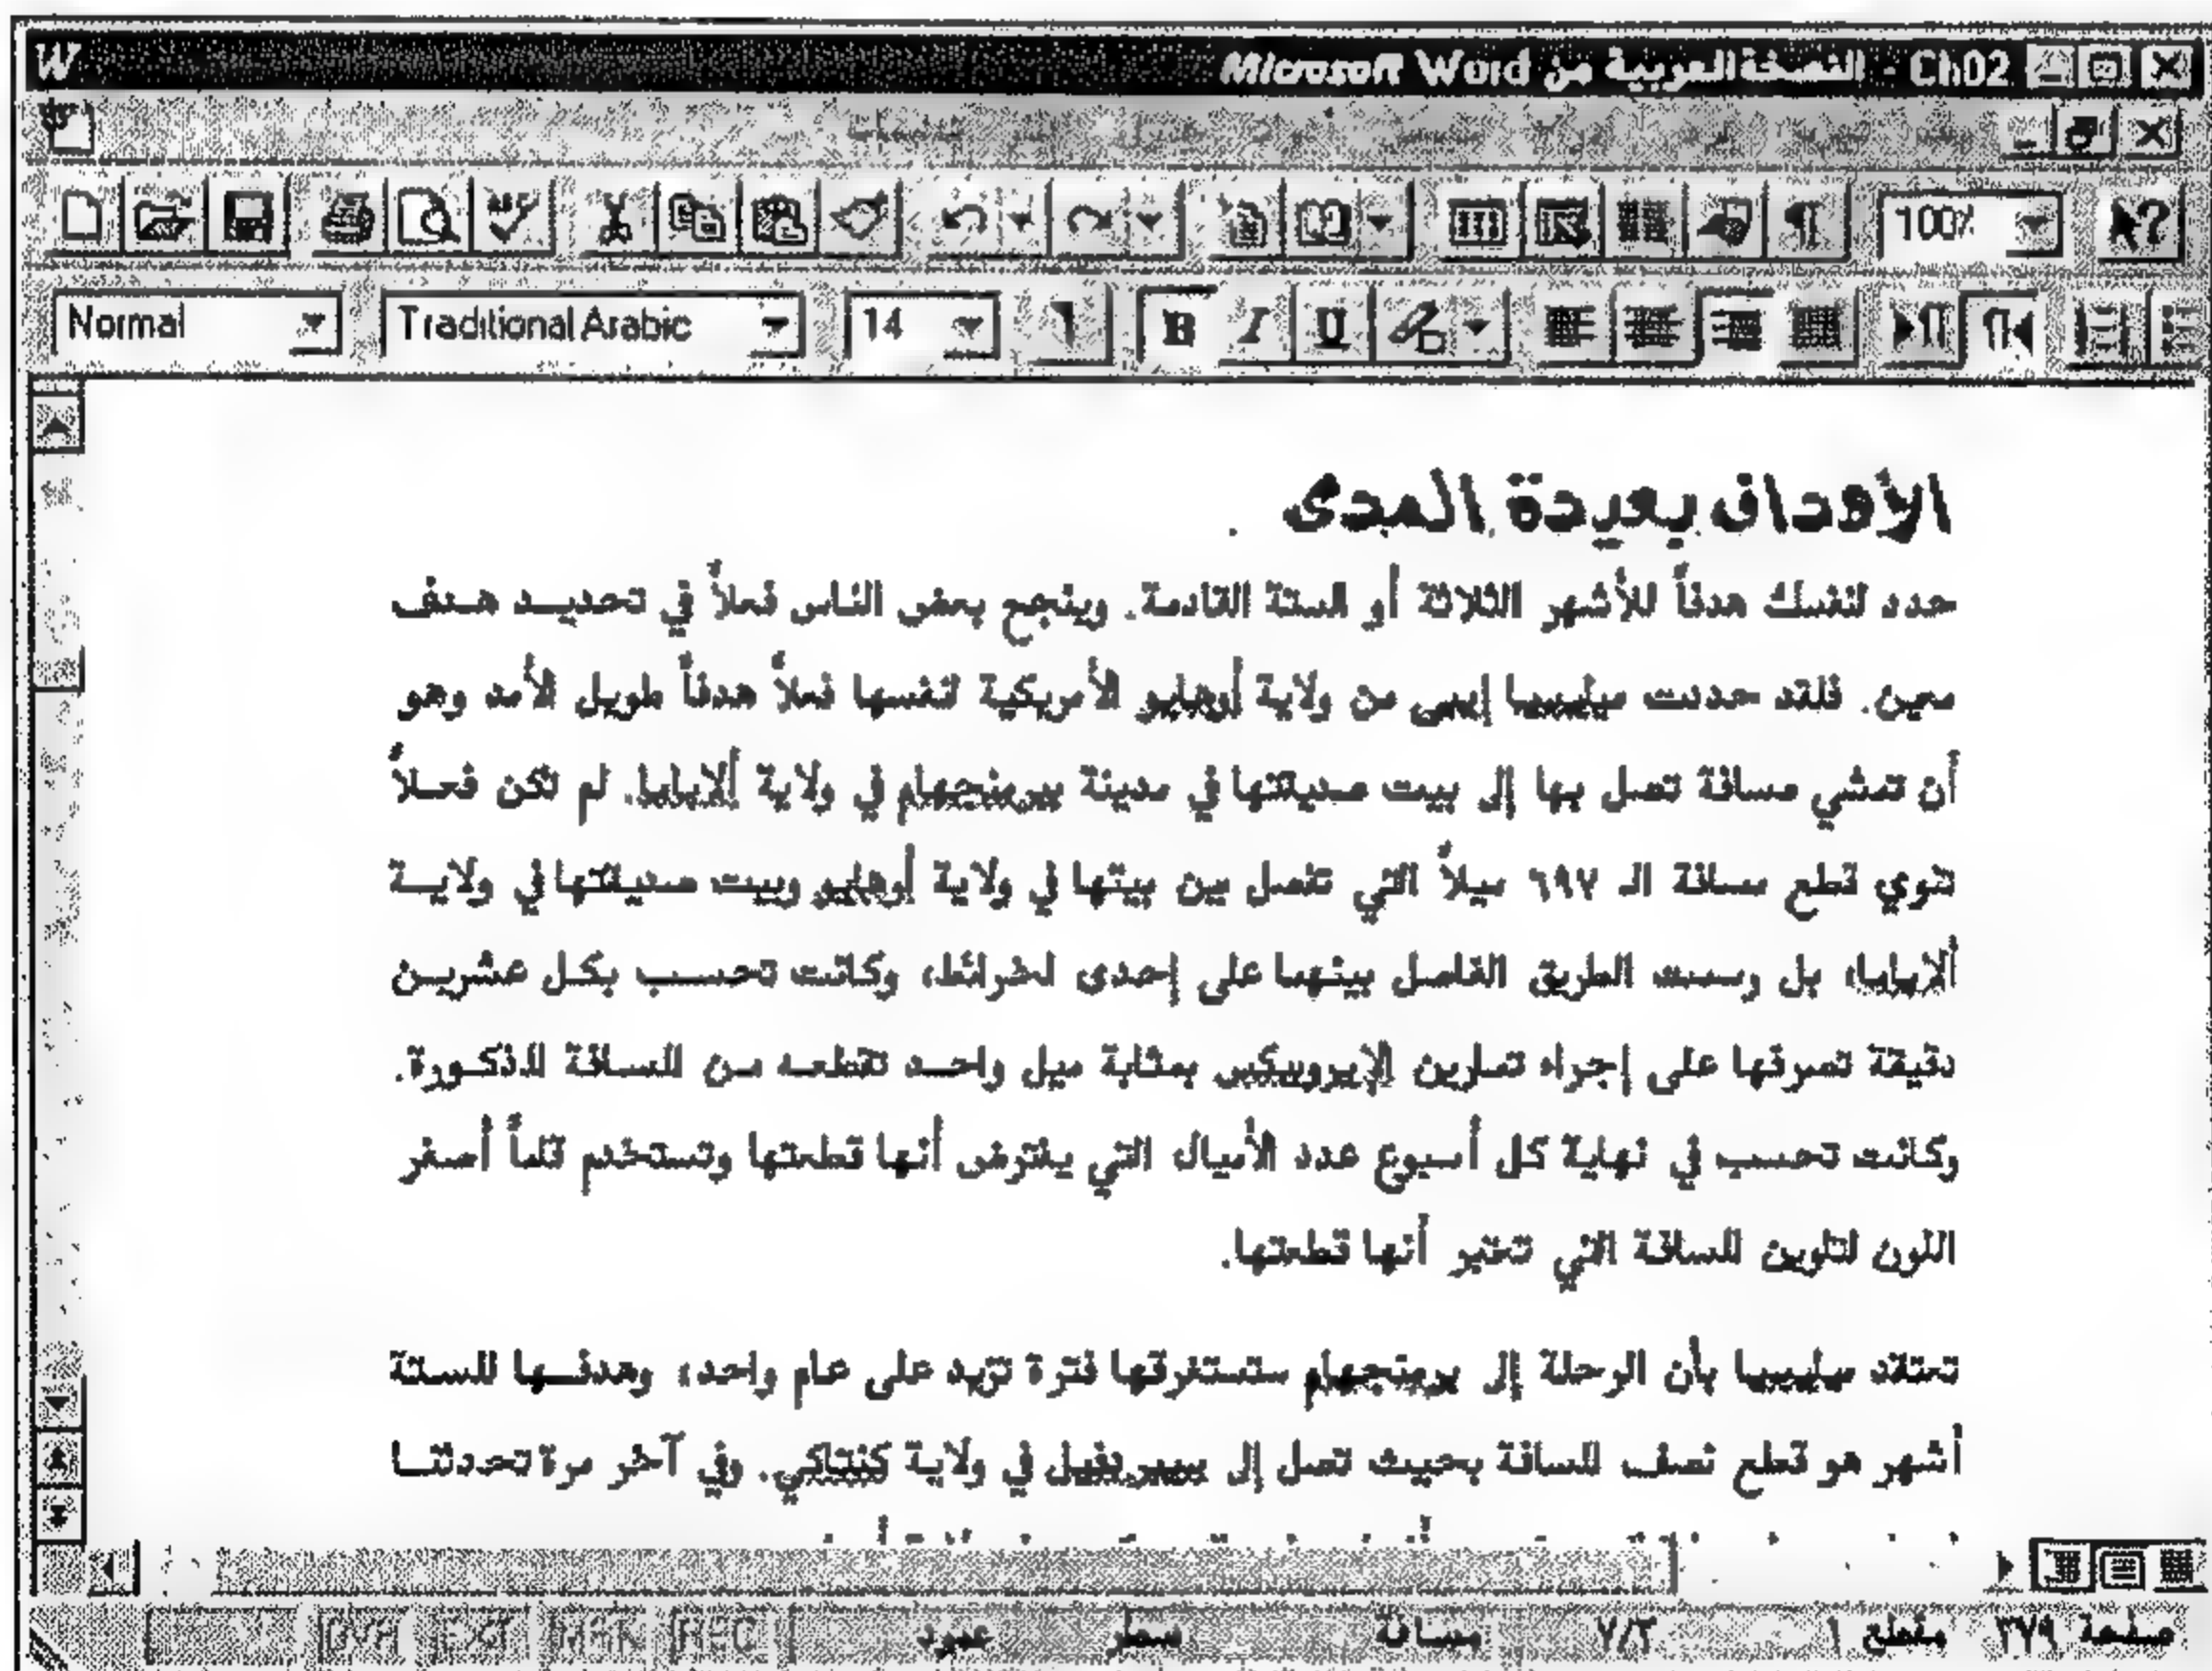 Microsoft Word النسخة العربية من - Ch02
100%
Normal Traditional Arabic 14 B I U
الأهداف بعيدة المدى
حدد لنفسك هدفاً للأشهر الثلاثة أو الستة القادمة. وينجح بعض الناس فعلاً في تحديد هدف
معين. فلقد حددت ميليسيا إيبى من ولاية أوهايو الأمريكية لنفسها فعلاً هدفاً طويل الأمد وهو
أن تمشي مسافة تصل بها إلى بيت صديقتها في مدينة بيرمنجهام في ولاية ألاباما. لم تكن فعلاً
تنوي قطع مسافة الـ ٦٩٧ ميلاً التي تفصل بين بيتها في ولاية أوهايو وبيت صديقتها في ولاية
ألاباما، بل رسمت الطريق الفاصل بينهما على إحدى لخرائط، وكانت تحسب بكل عشرين
دقيقة تصرفها على إجراء تمارين الإيروبيكس بمثابة ميل واحد تقطعه من المسافة المذكورة.
وكانت تحسب في نهاية كل أسبوع عدد الأميال التي يفترض أنها قطعتها وتستخدم قلماً أصفر
اللون لتلوين المسافة التي تعتبر أنها قطعتها.
تعتقد ميليسيا بأن الرحلة إلى برمنجهام ستستغرقها فترة تزيد على عام واحد، وهدفها للستة
أشهر هو قطع نصف المسافة بحيث تصل إلى في ولاية كنتاكي. وفي آخر مرة تحدثنا
صفحة ٣٧٩ مقطع ١ ٧/٣ مسافة سطر عمود REC MRK EXT OVR